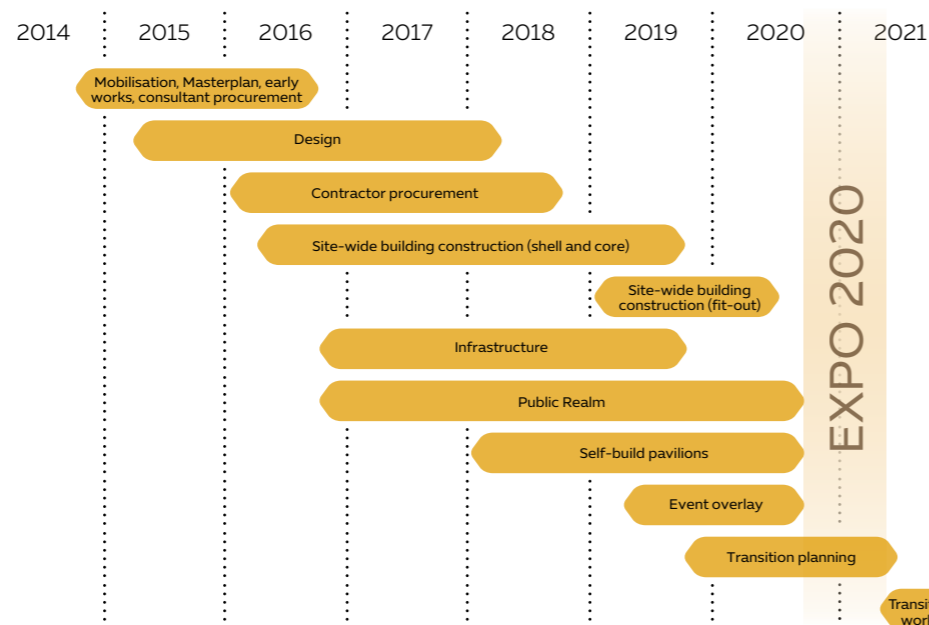 2014 2015 2016 2017 2018 2019 2020 2021
Mobilisation, Masterplan, early
works, consultant procurement
Design
Contractor procurement
Site-wide building construction (shell and core)
Site-wide building
construction (fit-out)
Infrastructure
Public Realm
Self-build pavilions
Event overlay
Transition planning
EXPO 2020